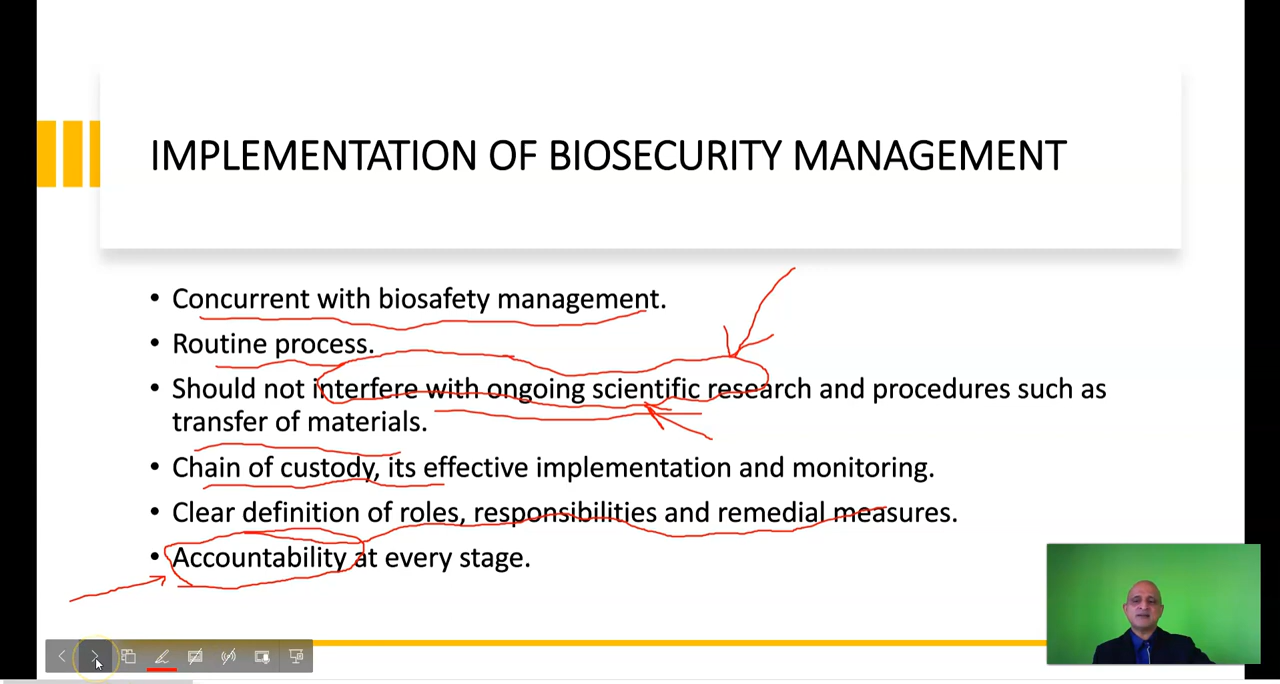 IMPLEMENTATION OF BIOSECURITY MANAGEMENT
• Concurrent with biosafety management.
• Routine process.
• Should not interfere with ongoing scientific research and procedures such as
transfer of materials.
• Chain of custody, its effective implementation and monitoring.
• Clear definition of roles, responsibilities and remedial measures.
• Accountability at every stage.